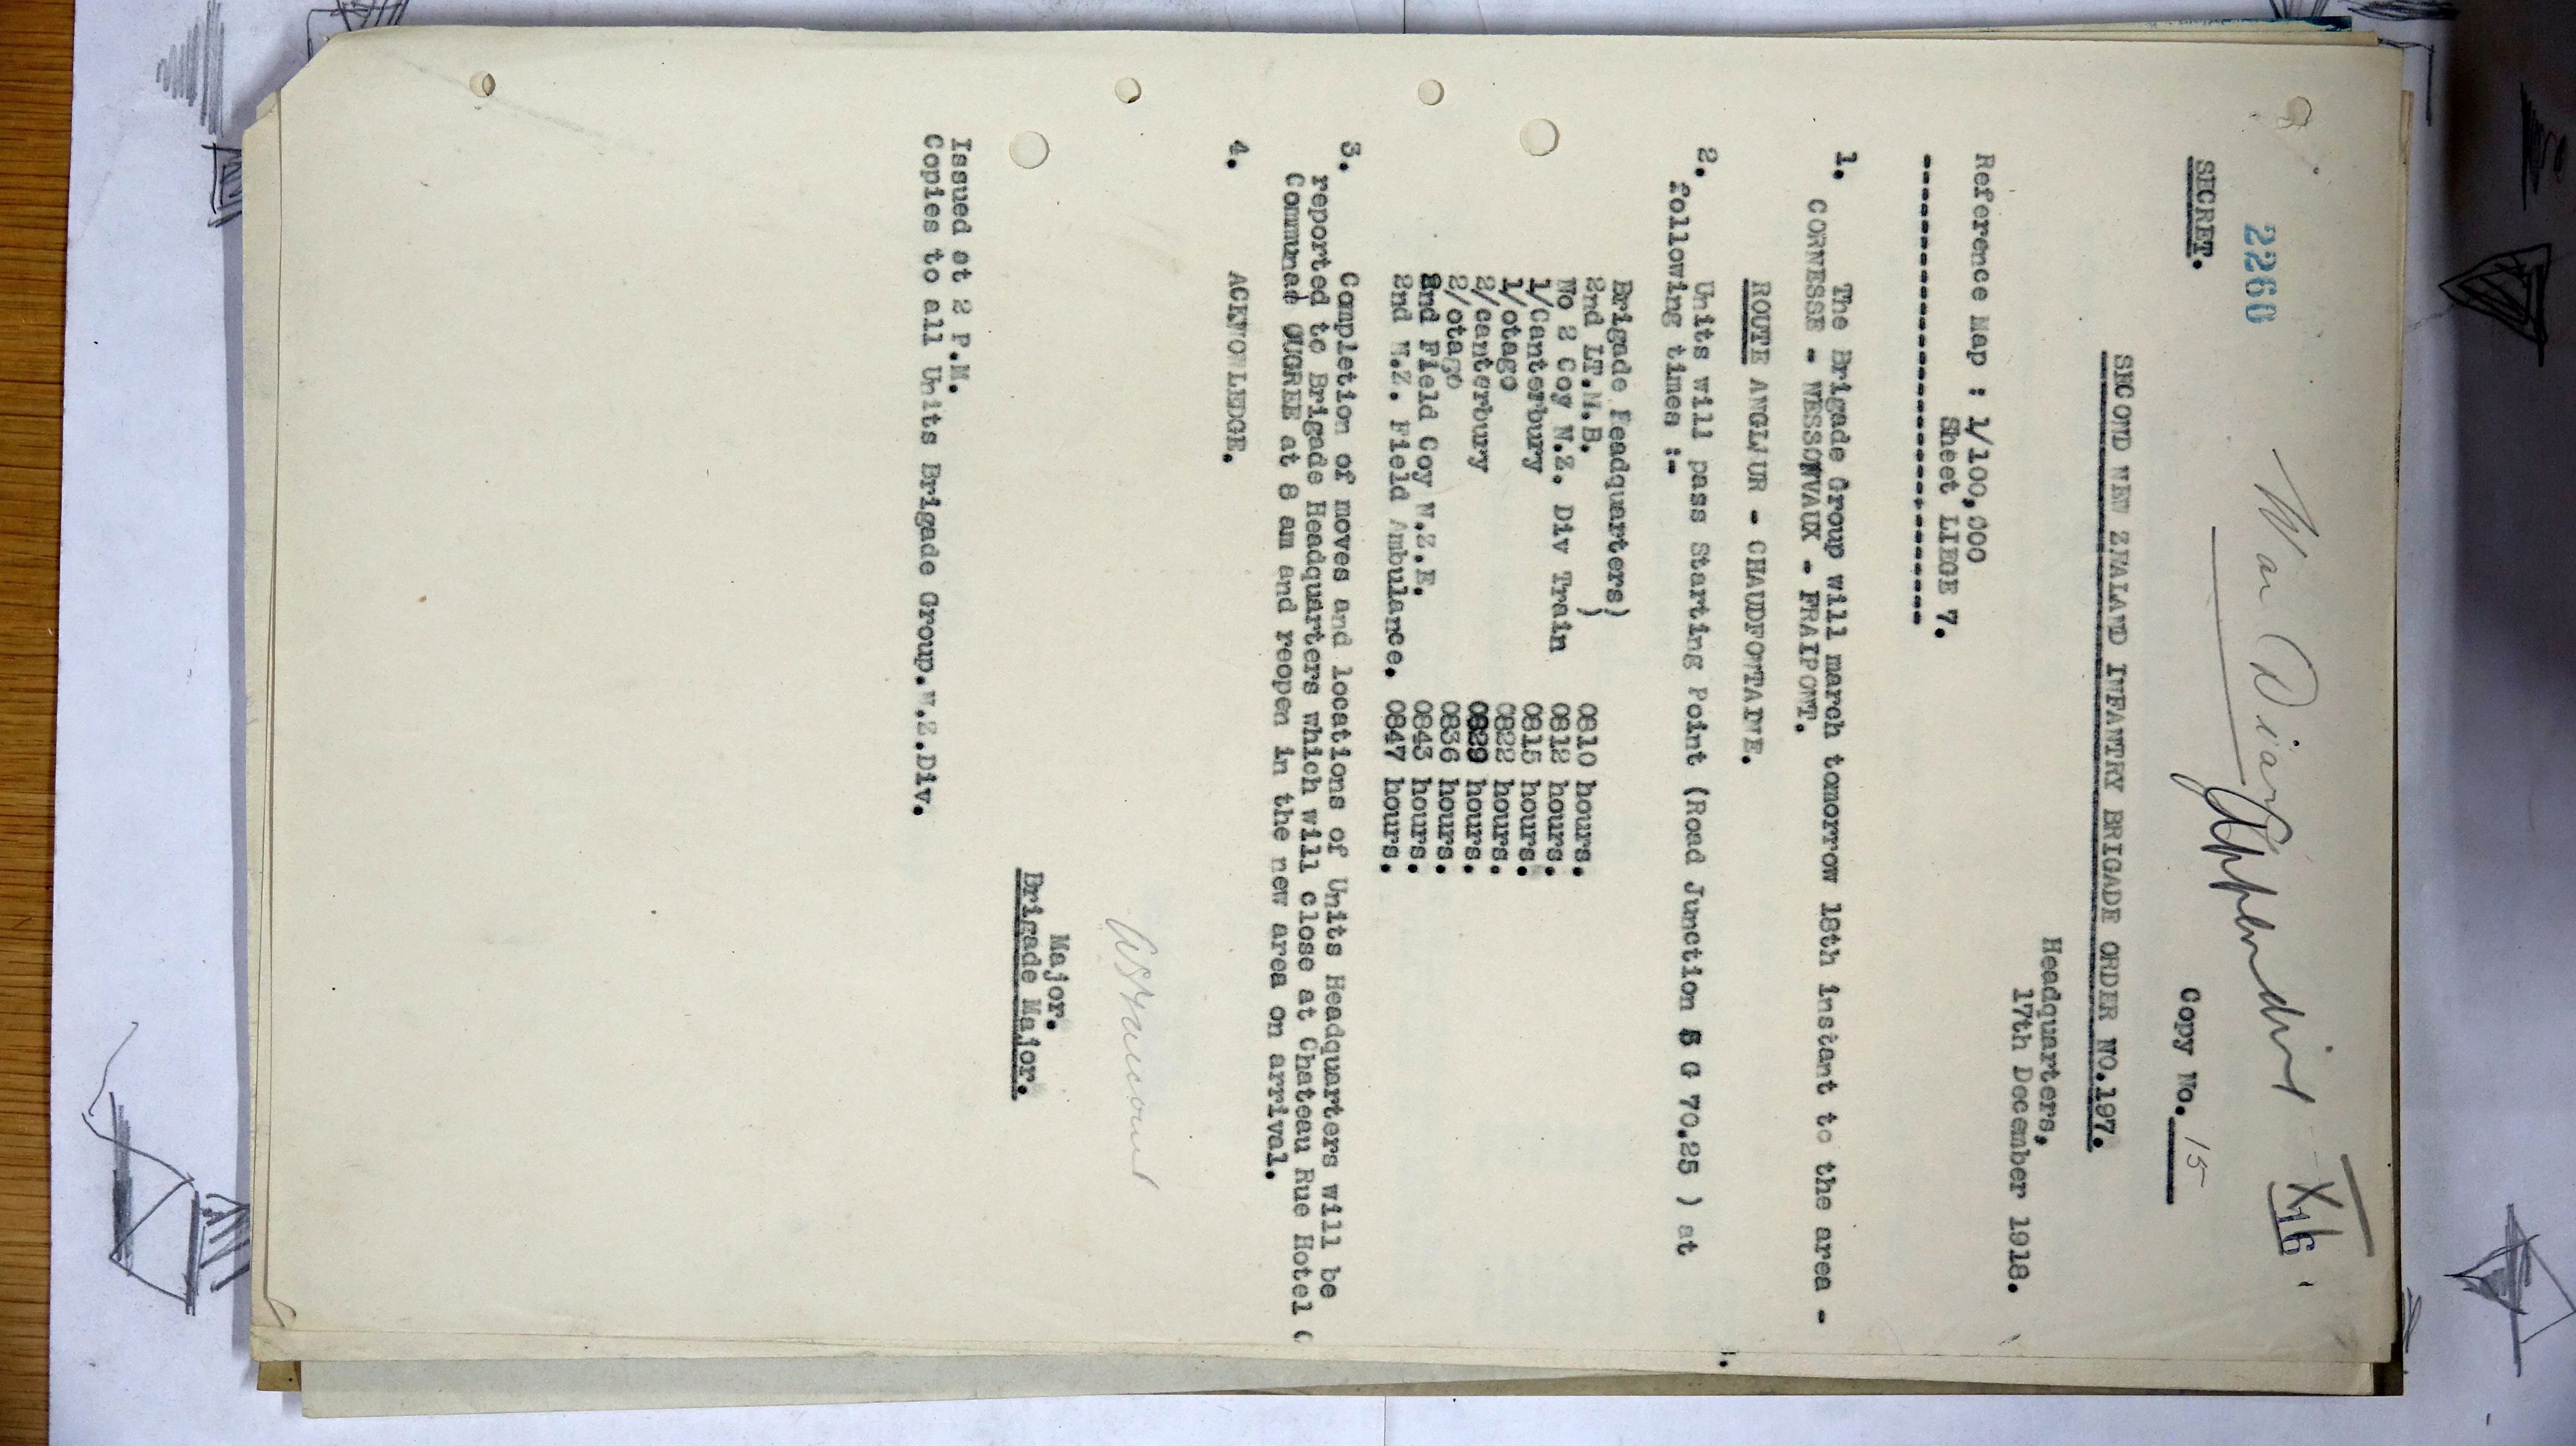 2260
War Diary Appendix XI/16.
SECRET.
Copy No. 15
SECOND NEW ZEALAND INFANTRY BRIGADE ORDER NO.197.
Headquarters,
17th December 1918.
Reference Map : 1/100,000
Sheet LIEGE 7.
1. The Brigade Group will march tomorrow 18th instant to the area -
CORNESSE - NESSONVAUX - FRAIPONT.
ROUTE ANGLEUR - CHAUDFONTAINE.
2. Units will pass Starting Point (Road Junction 5 G 70.25 ) at
following times :-
Brigade Headquarters)
2nd LT.M.B. ) 0810 hours.
No 2 Coy N.Z. Div Train 0812 hours.
1/Canterbury 0815 hours.
1/otago 0822 hours.
2/canterbury 0829 hours.
2/otago 0836 hours.
2nd Field Coy N.Z.E. 0843 hours.
2nd N.Z. Field Ambulance. 0847 hours.
3. Completion of moves and locations of Units Headquarters will be
reported to Brigade Headquarters which will close at Chateau Rue Hotel
Communae OUGREE at 8 am and reopen in the new area on arrival.
4. ACKNOWLEDGE.
Major.
Brigade Major.
Issued at 2 P.M.
Copies to all Units Brigade Group.N.Z.Div.